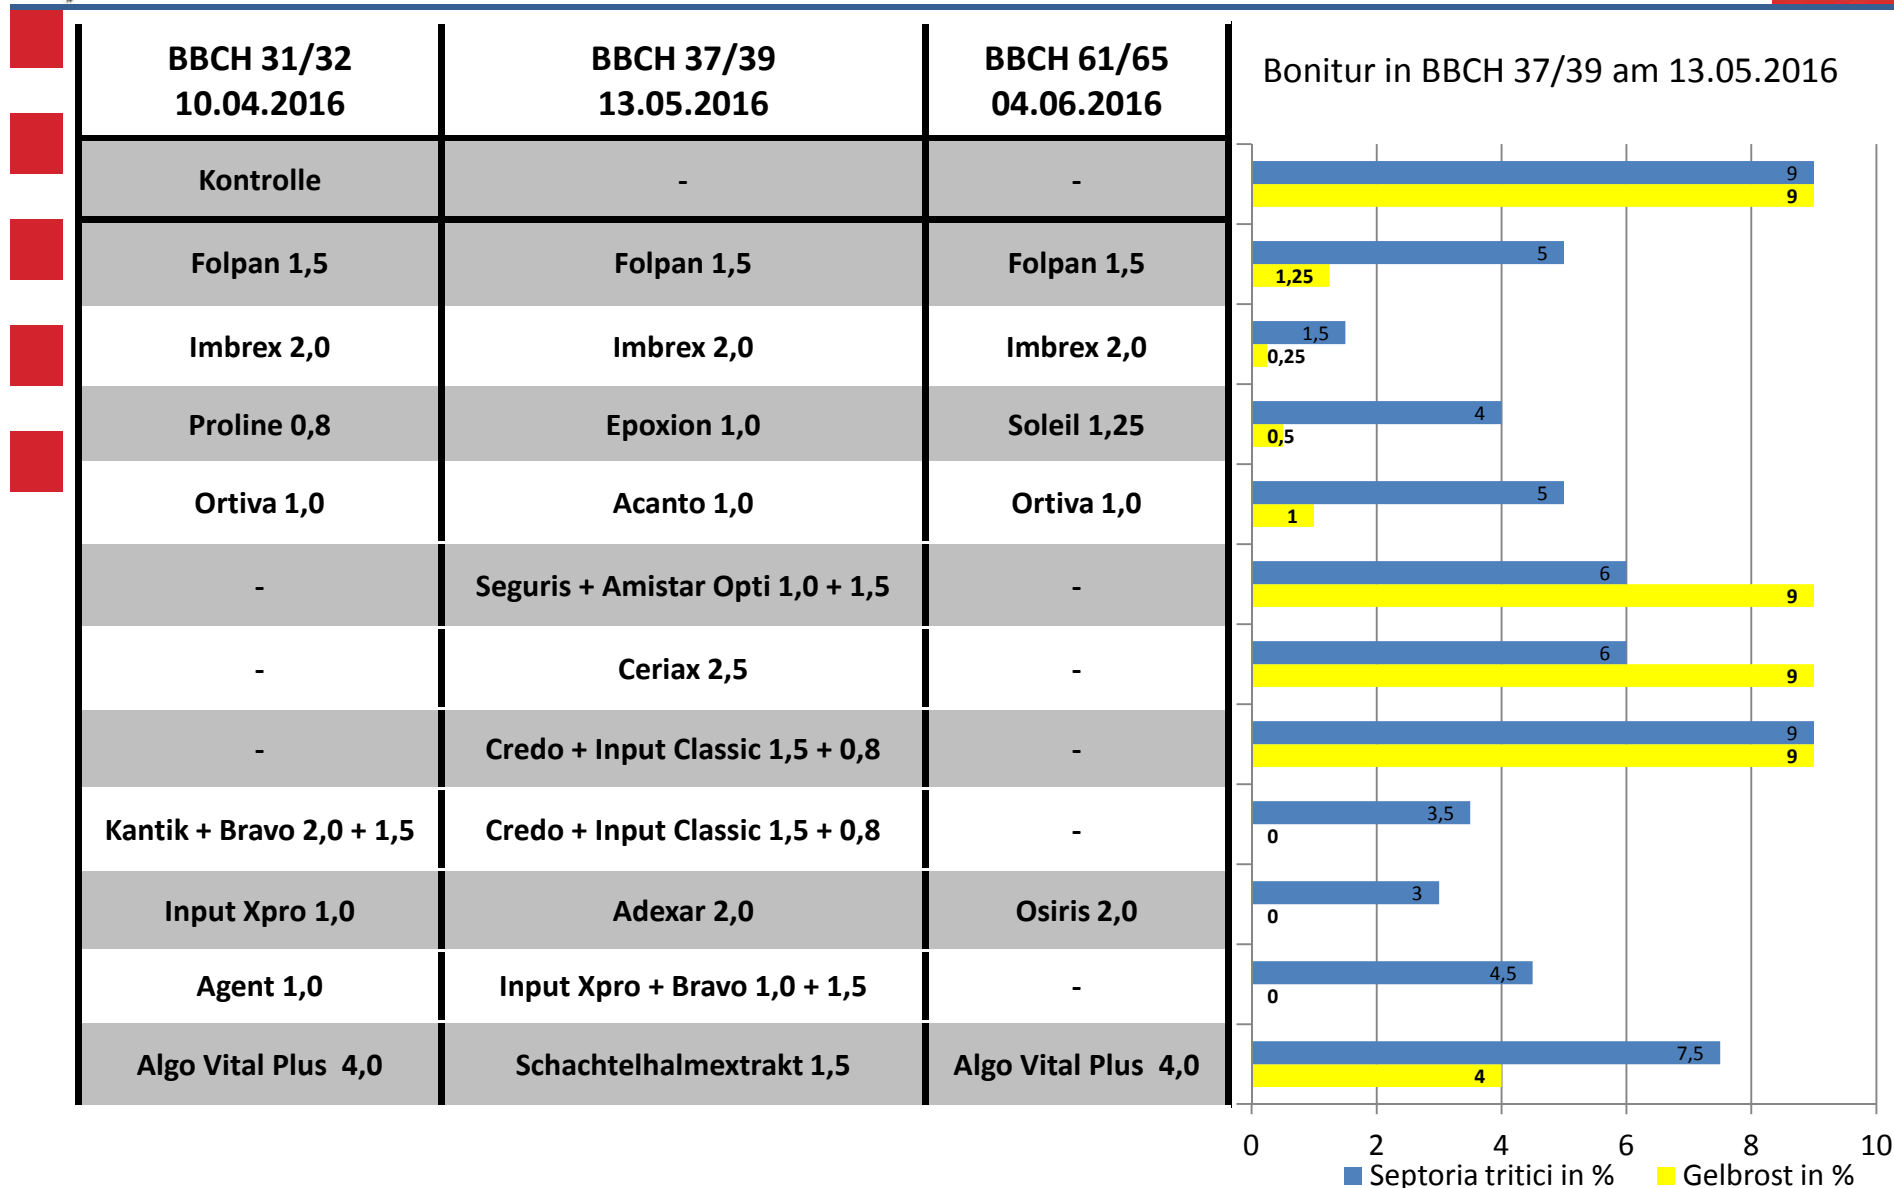 BBCH 31/32
10.04.2016
BBCH 37/39
13.05.2016
BBCH 61/65
04.06.2016
Bonitur in BBCH 37/39 am 13.05.2016
Kontrolle - -
9
9
Folpan 1,5 Folpan 1,5 Folpan 1,5
5
1,25
Imbrex 2,0 Imbrex 2,0 Imbrex 2,0
1,5
0,25
Proline 0,8 Epoxion 1,0 Soleil 1,25
4
0,5
Ortiva 1,0 Acanto 1,0 Ortiva 1,0
5
1
- Seguris + Amistar Opti 1,0 + 1,5 -
6
9
- Ceriax 2,5 -
6
9
- Credo + Input Classic 1,5 + 0,8 -
9
9
Kantik + Bravo 2,0 + 1,5 Credo + Input Classic 1,5 + 0,8 -
3,5
0
Input Xpro 1,0 Adexar 2,0 Osiris 2,0
3
0
Agent 1,0 Input Xpro + Bravo 1,0 + 1,5 -
4,5
0
Algo Vital Plus 4,0 Schachtelhalmextrakt 1,5 Algo Vital Plus 4,0
7,5
4
0 2 4 6 8 10
Septoria tritici in % Gelbrost in %